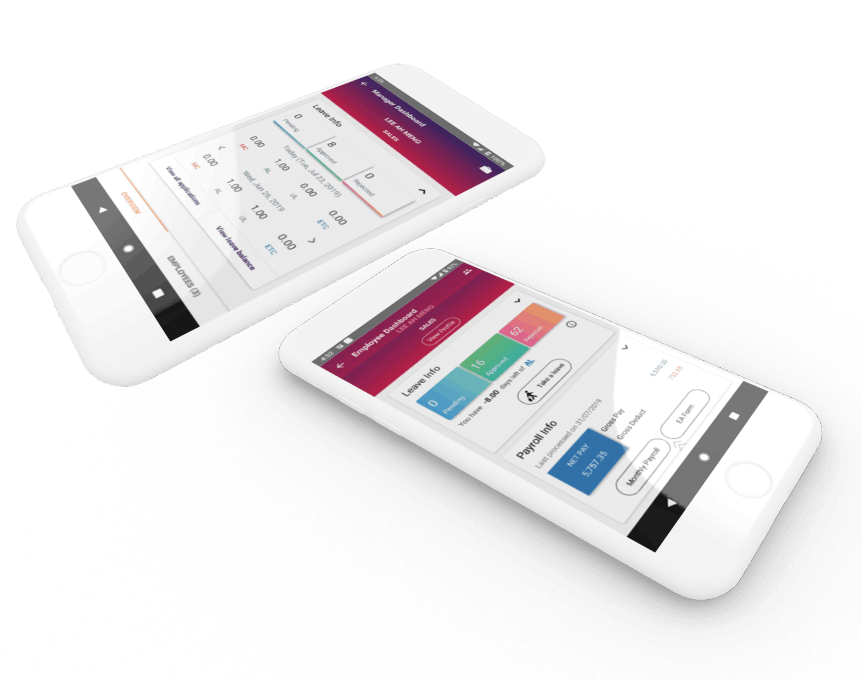 Manager Dashboard
LEE AH MENG
SALES
100%
Leave Info
0
Pending
8
Approved
0
Rejected
Today (Tue, Jul 23, 2019)
0.00
MC
1.00
AL
0.00
UL
0.00
ETC
Wed, Jun 26, 2019
0.00
MC
1.00
AL
1.00
UL
0.00
ETC
View all applications
View leave balance
OVERVIEW
EMPLOYEES (3)
4:52
Employee Dashboard
LEE AH MENG
SALES
View Profile
Leave Info
0
Pending
16
Approved
62
Rejected
You have -8.00 days left of AL
Take a leave
Payroll Info
Last processed on 31/07/2019
NET PAY
5,757.35
Gross Pay
Gross Deduct
Monthly Payroll
EA Form